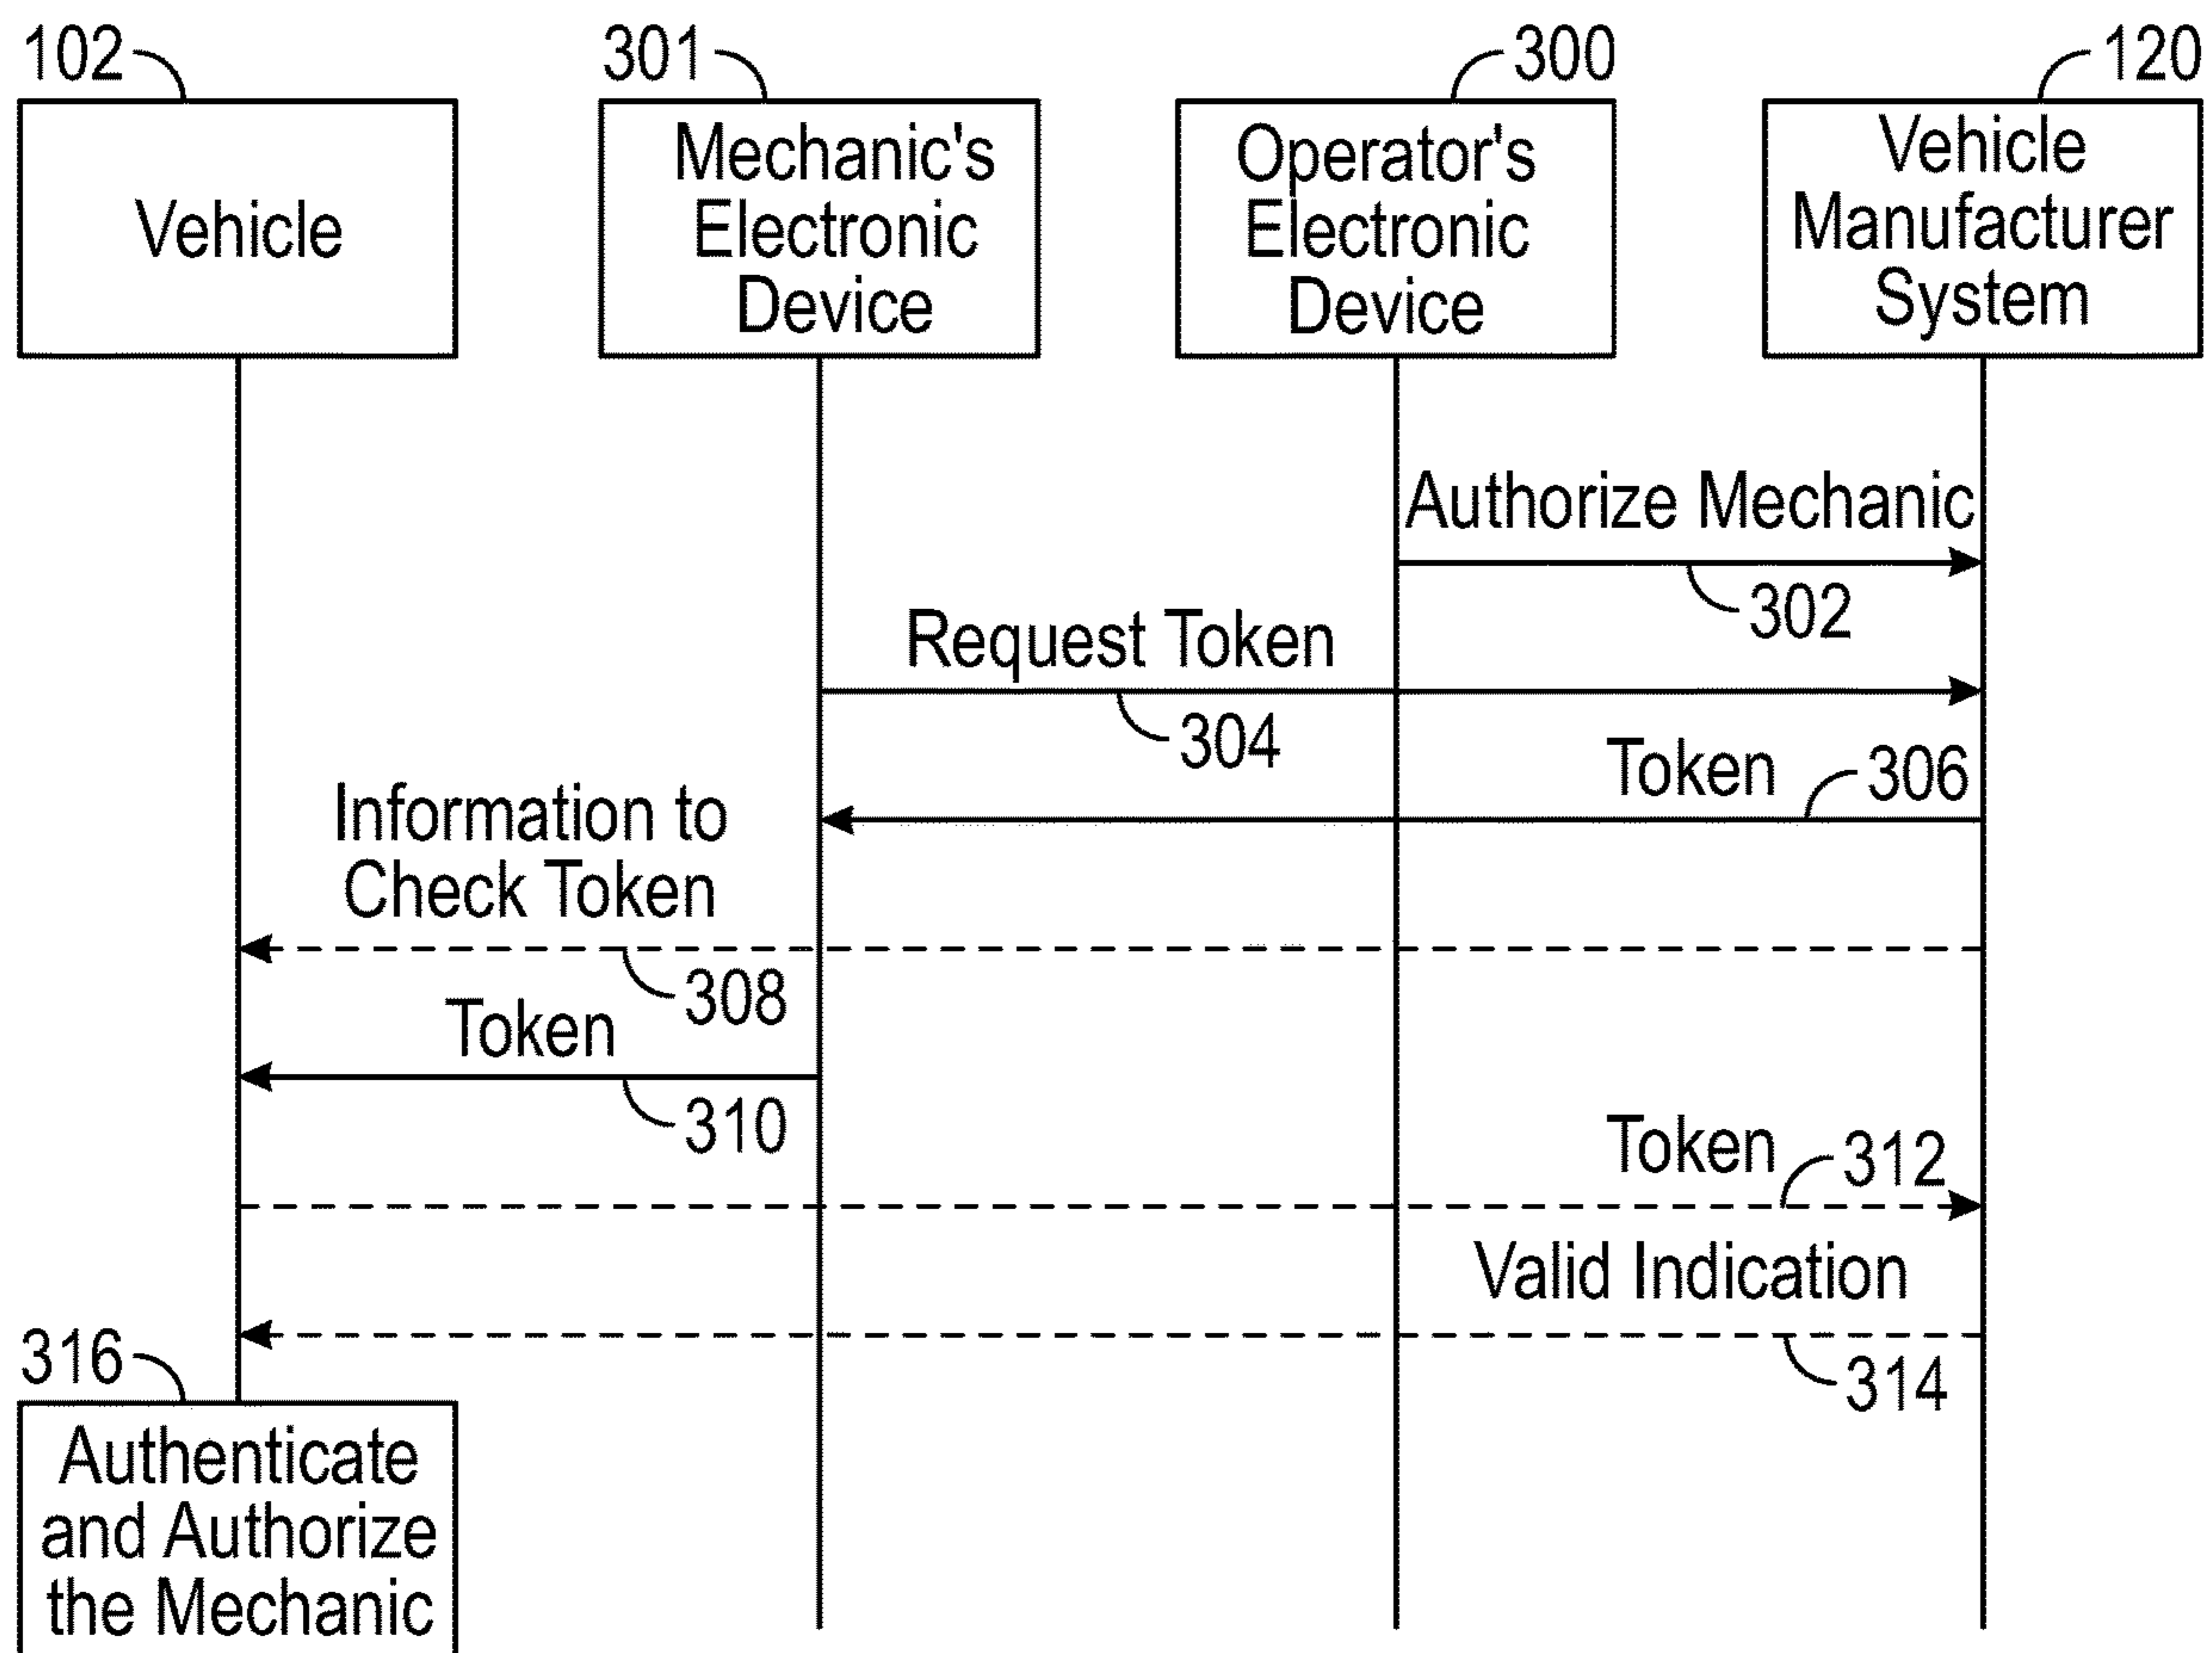 102
301
300
120
Vehicle
Mechanic's
Electronic
Device
Operator's
Electronic
Device
Vehicle
Manufacturer
System
Authorize Mechanic
302
Request Token
304
Token
306
Information to
Check Token
308
Token
310
Token
312
Valid Indication
314
316
Authenticate
and Authorize
the Mechanic